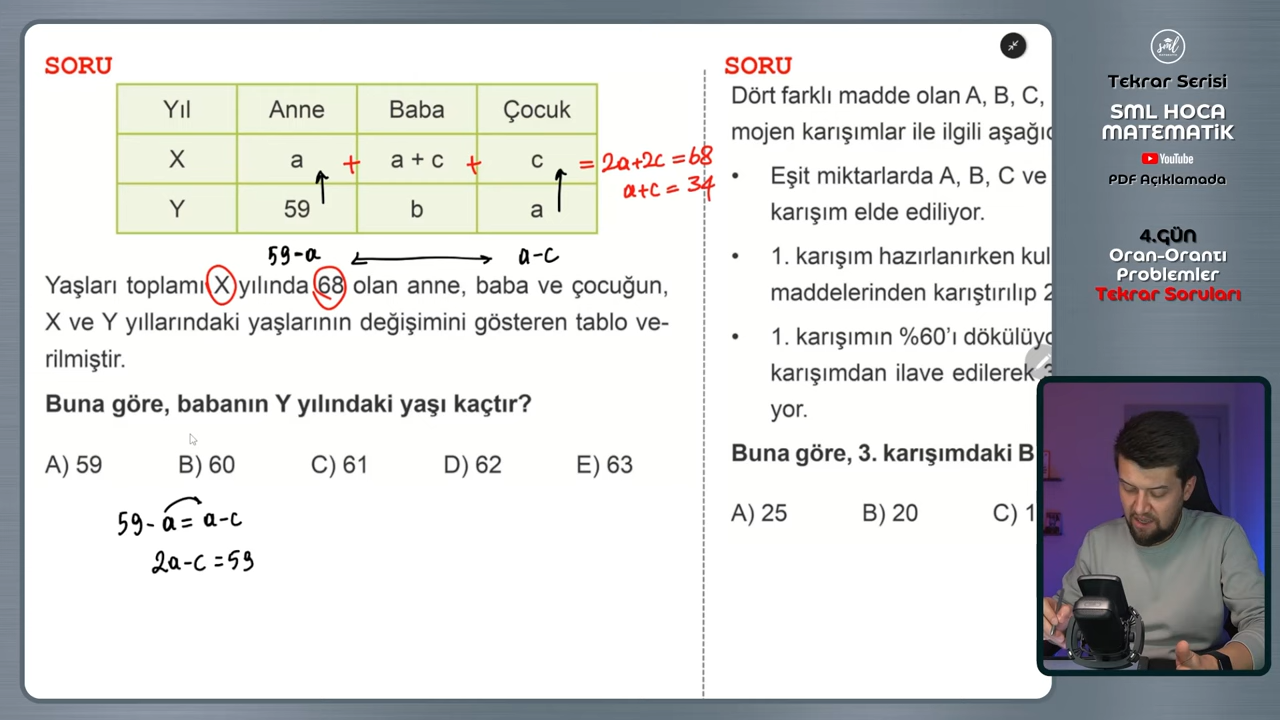 SORU
Yıl Anne Baba Çocuk
X a + a + c + c = 2a+2c = 68
a+c = 34
Y 59 b a
59-a a-c
Yaşları toplamı X yılında 68 olan anne, baba ve çocuğun,
X ve Y yıllarındaki yaşlarının değişimini gösteren tablo ve-
rilmiştir.
Buna göre, babanın Y yılındaki yaşı kaçtır?
A) 59 B) 60 C) 61 D) 62 E) 63
59-a = a-c
2a-c = 59
SORU
Dört farklı madde olan A, B, C,
mojen karışımlar ile ilgili aşağıd
• Eşit miktarlarda A, B, C ve
karışım elde ediliyor.
• 1. karışım hazırlanırken kul
maddelerinden karıştırılıp 2
• 1. karışımın %60'ı dökülüyo
karışımdan ilave edilerek 3
yor.
Buna göre, 3. karışımdaki B
A) 25 B) 20 C) 1
sml
Tekrar Serisi
SML HOCA
MATEMATİK
YouTube
PDF Açıklamada
4.GÜN
Oran-Orantı
Problemler
Tekrar Soruları